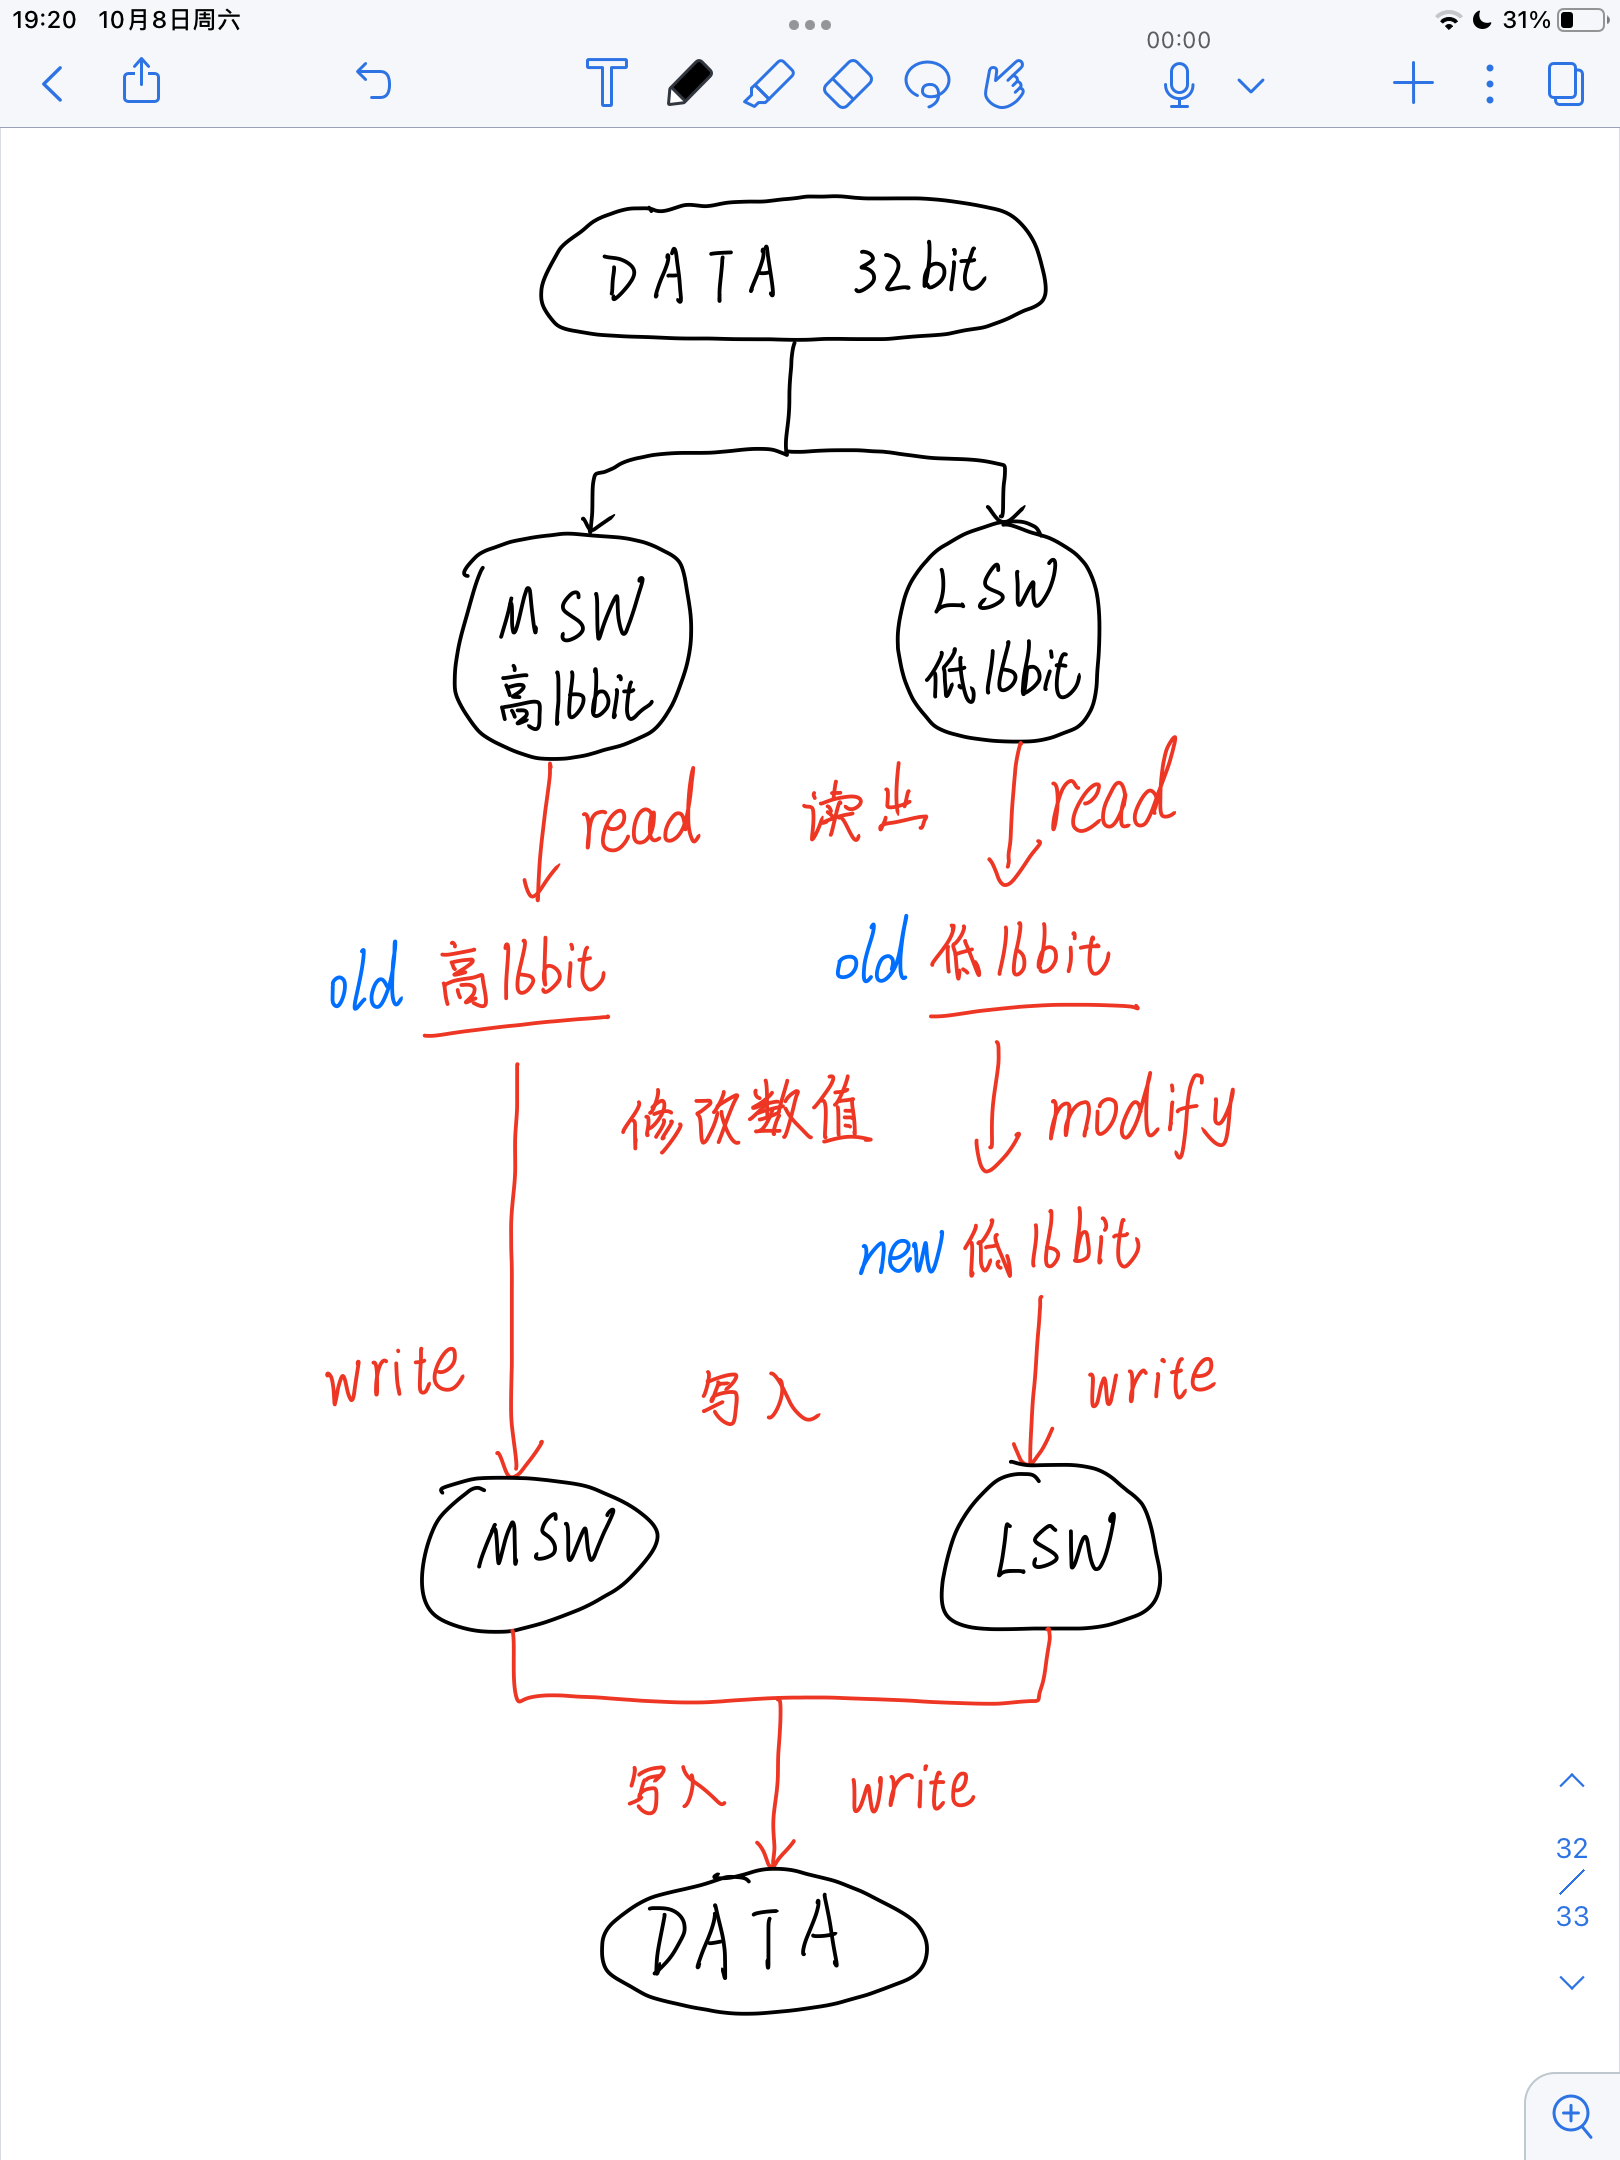 19:20 10月8日周六
31%
00:00
DATA 32bit
MSW
高16bit
LSW
低16bit
read 读出 read
old 高16bit
old 低16bit
修改数值 modify
new 低16bit
write 写入 write
MSW LSW
写入 write
DATA
32
/
33